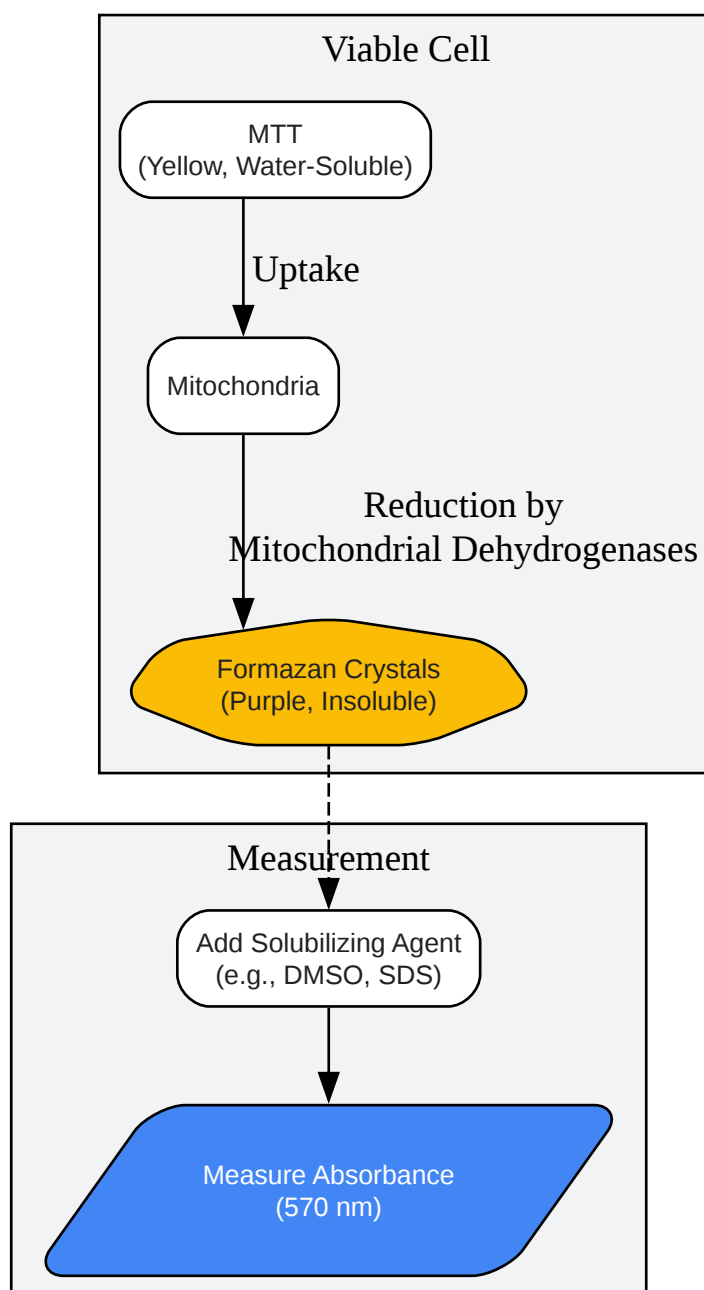 Viable Cell
MTT
(Yellow, Water-Soluble)
Uptake
Mitochondria
Reduction by
Mitochondrial Dehydrogenases
Formazan Crystals
(Purple, Insoluble)
Measurement
Add Solubilizing Agent
(e.g., DMSO, SDS)
Measure Absorbance
(570 nm)